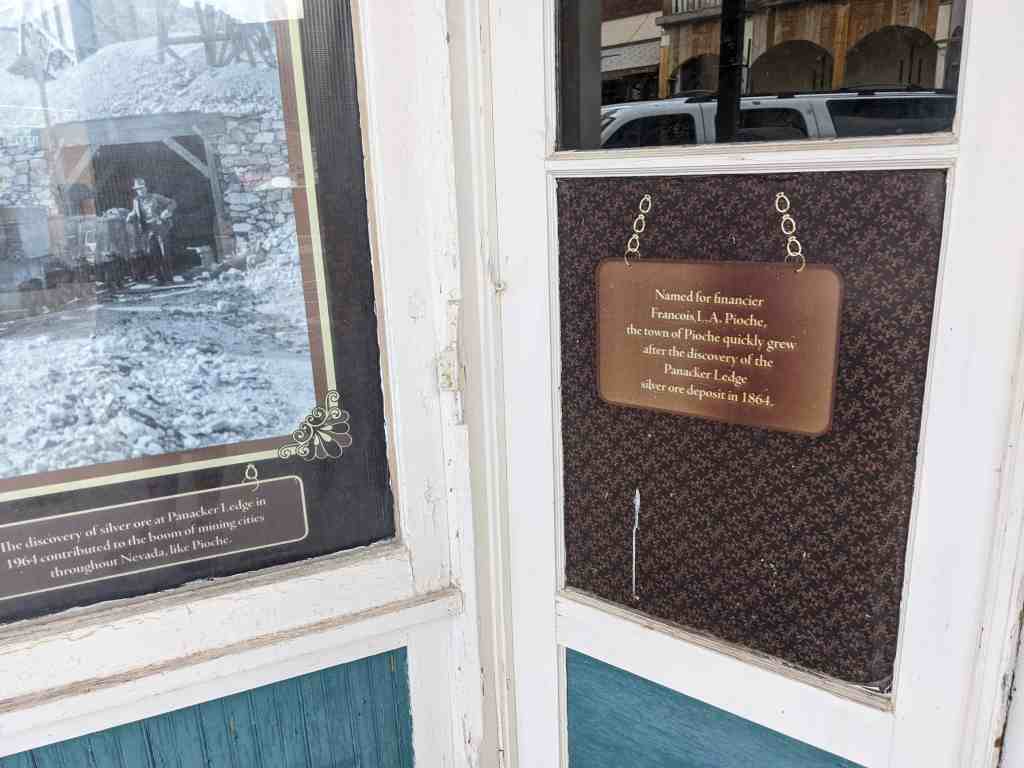 The discovery of silver ore at Panacker Ledge in
1964 contributed to the boom of mining cities
throughout Nevada, like Pioche.
Named for financier
Francois L. A. Pioche,
the town of Pioche quickly grew
after the discovery of the
Panacker Ledge
silver ore deposit in 1864.